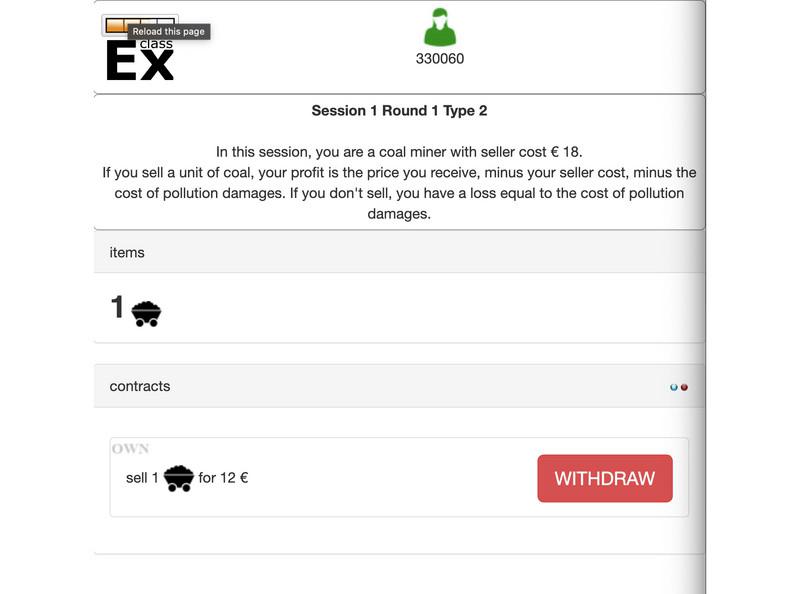 Reload this page
class
Ex
330060
Session 1 Round 1 Type 2
In this session, you are a coal miner with seller cost € 18.
If you sell a unit of coal, your profit is the price you receive, minus your seller cost, minus the
cost of pollution damages. If you don't sell, you have a loss equal to the cost of pollution
damages.
items
1
contracts
OWN
sell 1 for 12 €
WITHDRAW